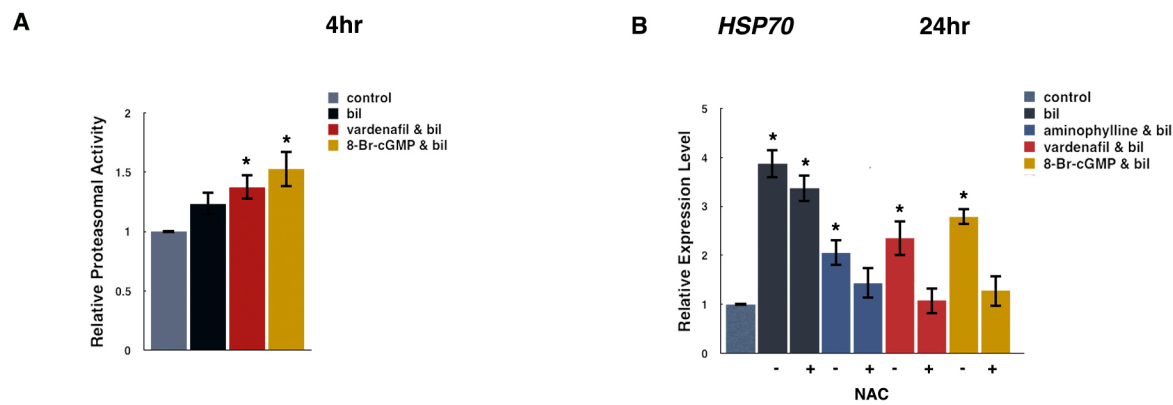 A
4hr
control
bil
vardenafil & bil
8-Br-cGMP & bil
Relative Proteasomal Activity
2
1.5
1
0.5
0
*
*
B
HSP70
24hr
control
bil
aminophylline & bil
vardenafil & bil
8-Br-cGMP & bil
Relative Expression Level
5
4
3
2
1
0
*
*
*
*
*
- + - + - + - +
NAC